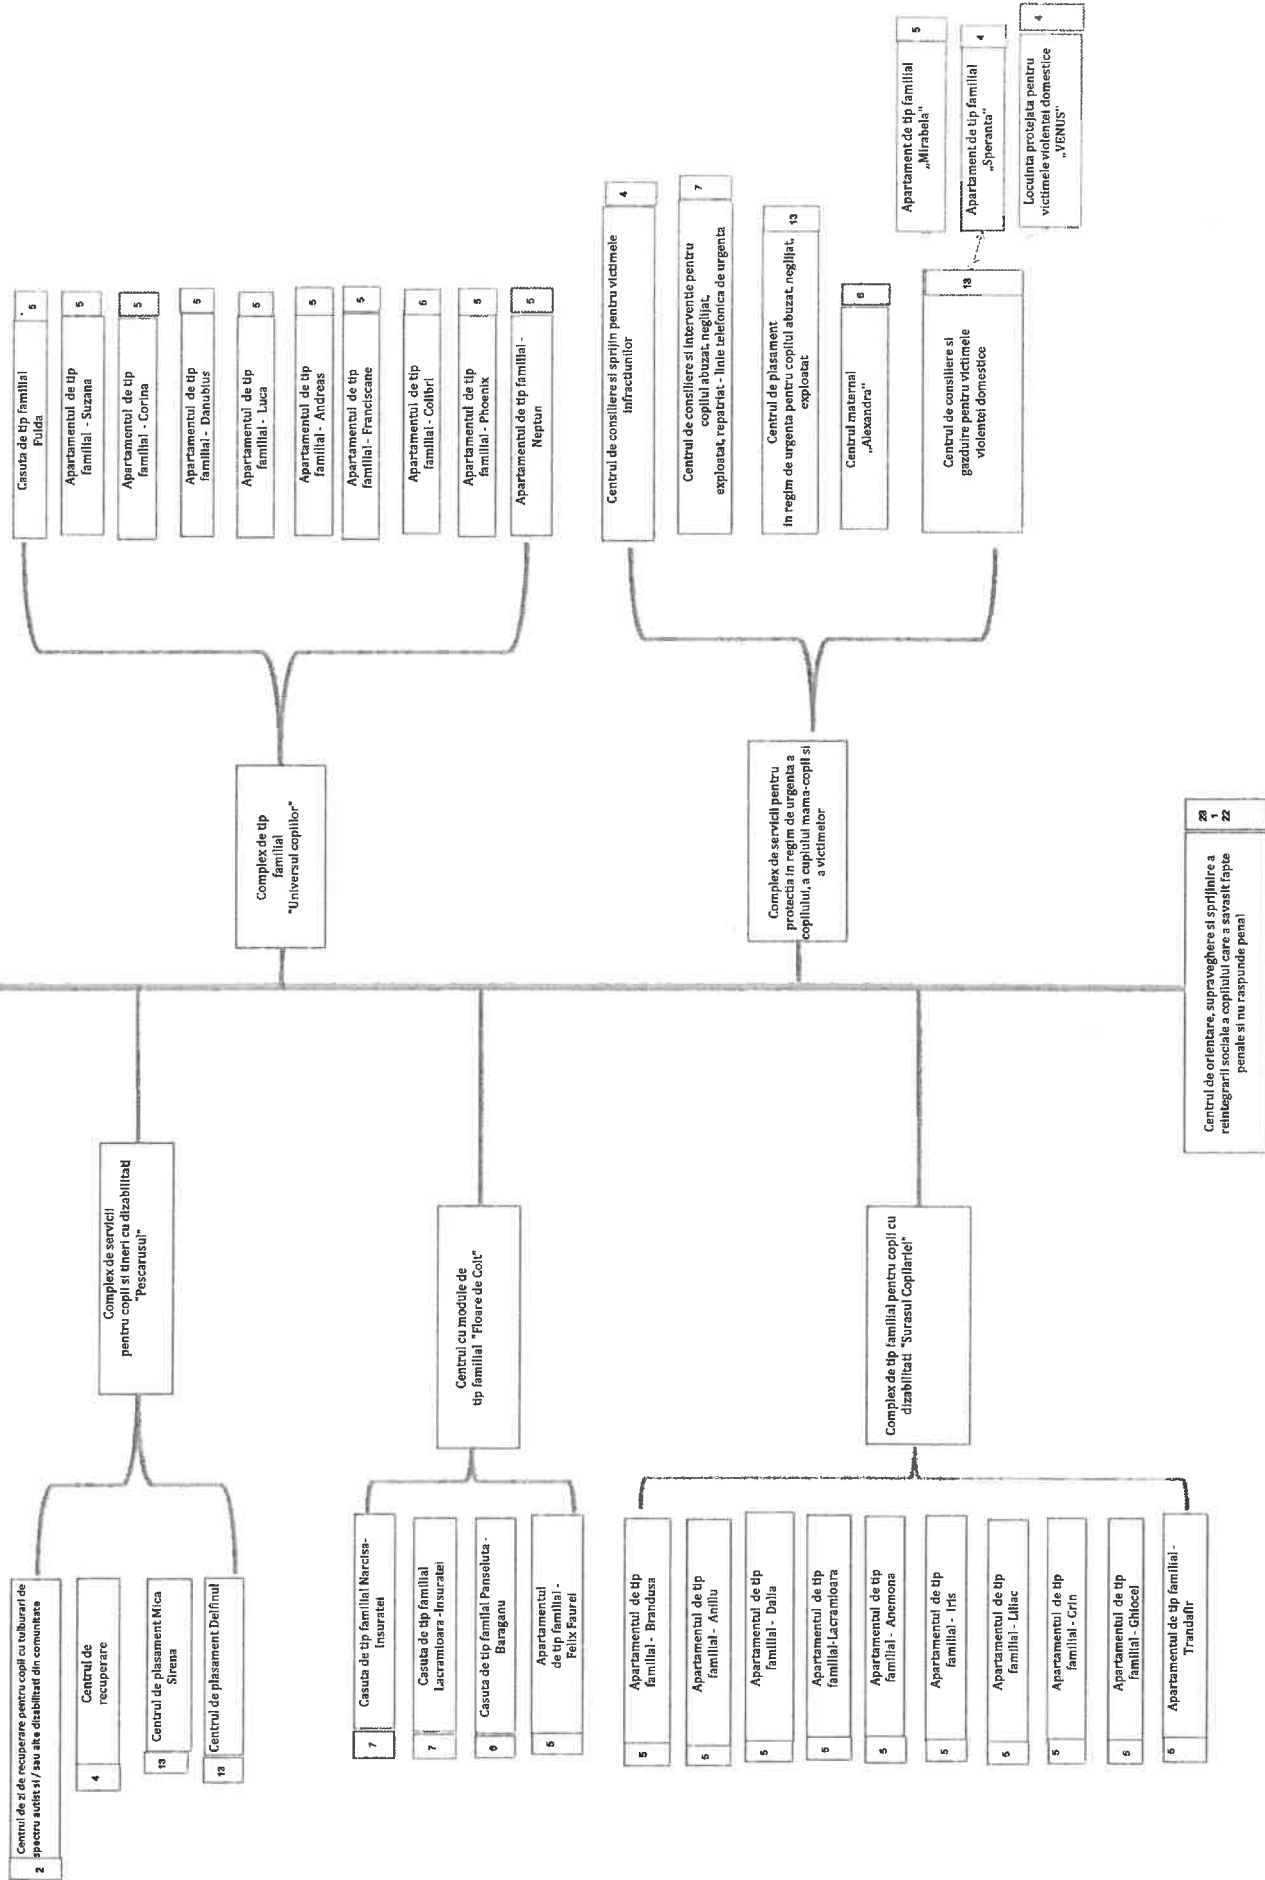 Casuta de tip familial
Fulda
5
Apartamentul de tip
familial - Suzana
5
Apartamentul de tip
familial - Corina
5
Apartamentul de tip
familial - Danubius
5
Apartamentul de tip
familial - Luca
5
Apartamentul de tip
familial - Andreas
5
Apartamentul de tip
familial - Franciscane
5
Apartamentul de tip
familial - Colibri
5
Apartamentul de tip
familial - Phoenix
5
Apartamentul de tip familial -
Neptun
5
Complex de tip
familial
"Universul copiilor"
Centrul de consiliere si sprijin pentru victimele
infractiunilor
4
Centrul de consiliere si interventie pentru
copilul abuzat, neglijat,
exploatat, repatriat - linie telefonica de urgenta
7
Centrul de plasament
in regim de urgenta pentru copilul abuzat, neglijat,
exploatat
13
Centrul maternal
„Alexandra”
6
Centrul de consiliere si
gazduire pentru victimele
violentei domestice
13
Apartament de tip familial
„Mirabela”
5
Apartament de tip familial
„Speranta”
4
Locuinta protejata pentru
victimele violentei domestice
„VENUS”
4
Complex de servicii pentru
protectia in regim de urgenta a
copilului, a cuplului mama-copil si
a victimelor
Complex de servicii
pentru copii si tineri cu dizabilitati
"Pescarusul"
2
Centrul de zi de recuperare pentru copii cu tulburari de
spectru autist si / sau alte dizabilitati din comunitate
4
Centrul de
recuperare
13
Centrul de plasament Mica
Sirena
13
Centrul de plasament Delfinul
Centrul cu module de
tip familial "Floare de Colt"
7
Casuta de tip familial Narcisa-
Insuratei
7
Casuta de tip familial
Lacramioara -Insuratei
6
Casuta de tip familial Panseluta -
Baraganu
5
Apartamentul
de tip familial -
Felix Faurei
Complex de tip familial pentru copii cu
dizabilitati "Surasul Copilariei"
5
Apartamentul de tip
familial - Brandusa
5
Apartamentul de tip
familial - Anilu
5
Apartamentul de tip
familial - Dalia
5
Apartamentul de tip
familial-Lacramioara
5
Apartamentul de tip
familial - Anemona
5
Apartamentul de tip
familial - Iris
5
Apartamentul de tip
familial - Liliac
5
Apartamentul de tip
familial - Crin
5
Apartamentul de tip
familial - Ghiocel
5
Apartamentul de tip familial -
Trandafir
Centrul de orientare, supraveghere si sprijinire a
reintegrarii sociale a copilului care a savasit fapte
penale si nu raspunde penal
23
1
22